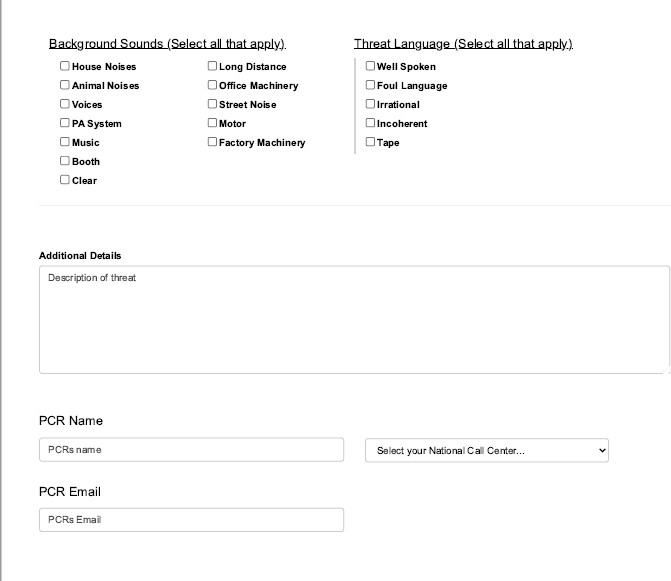 Background Sounds (Select all that apply)
House Noises
Animal Noises
Voices
PA System
Music
Booth
Clear
Long Distance
Office Machinery
Street Noise
Motor
Factory Machinery
Threat Language (Select all that apply)
Well Spoken
Foul Language
Irrational
Incoherent
Tape
Additional Details
Description of threat
PCR Name
PCRs name
Select your National Call Center...
PCR Email
PCRs Email